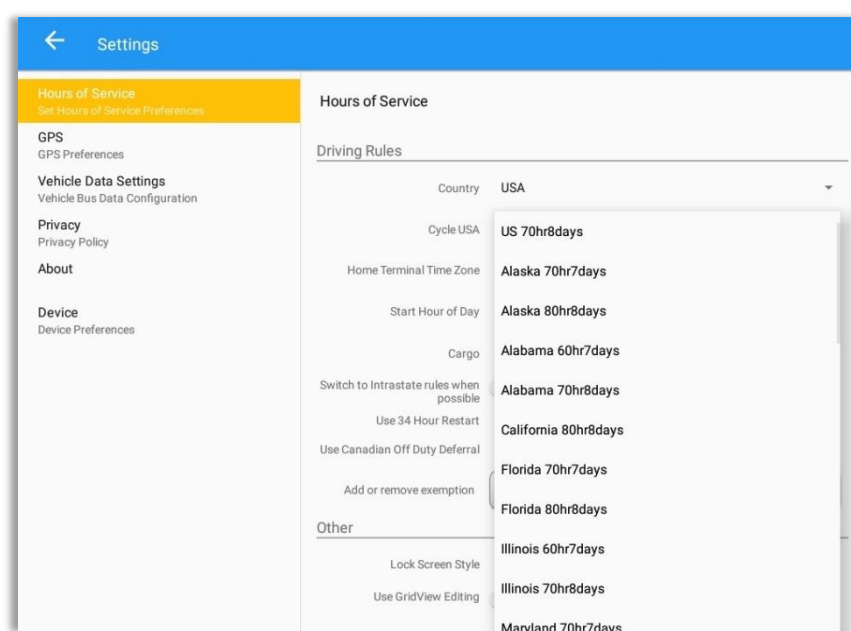 Settings
Hours of Service
Set Hours of Service Preferences
GPS
GPS Preferences
Vehicle Data Settings
Vehicle Bus Data Configuration
Privacy
Privacy Policy
About
Device
Device Preferences
Hours of Service
Driving Rules
Country USA
Cycle USA
Home Terminal Time Zone
Start Hour of Day
Cargo
Switch to Intrastate rules when
possible
Use 34 Hour Restart
Use Canadian Off Duty Deferral
Add or remove exemption
Other
Lock Screen Style
Use GridView Editing
US 70hr8days
Alaska 70hr7days
Alaska 80hr8days
Alabama 60hr7days
Alabama 70hr8days
California 80hr8days
Florida 70hr7days
Florida 80hr8days
Illinois 60hr7days
Illinois 70hr8days
Maryland 70hr7days